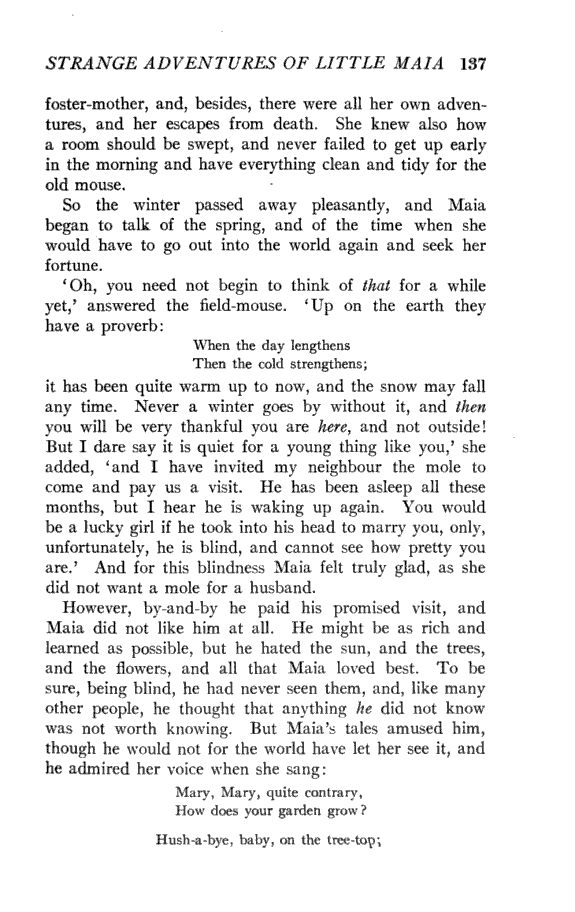 STRANGE ADVENTURES OF LITTLE MAIA 137
foster-mother, and, besides, there were all her own adven-
tures, and her escapes from death. She knew also how
a room should be swept, and never failed to get up early
in the morning and have everything clean and tidy for the
old mouse.
So the winter passed away pleasantly, and Maia
began to talk of the spring, and of the time when she
would have to go out into the world again and seek her
fortune.
‘Oh, you need not begin to think of that for a while
yet,’ answered the field-mouse. ‘Up on the earth they
have a proverb:
When the day lengthens
Then the cold strengthens;
it has been quite warm up to now, and the snow may fall
any time. Never a winter goes by without it, and then
you will be very thankful you are here, and not outside!
But I dare say it is quiet for a young thing like you,’ she
added, ‘and I have invited my neighbour the mole to
come and pay us a visit. He has been asleep all these
months, but I hear he is waking up again. You would
be a lucky girl if he took into his head to marry you, only,
unfortunately, he is blind, and cannot see how pretty you
are.’ And for this blindness Maia felt truly glad, as she
did not want a mole for a husband.
However, by-and-by he paid his promised visit, and
Maia did not like him at all. He might be as rich and
learned as possible, but he hated the sun, and the trees,
and the flowers, and all that Maia loved best. To be
sure, being blind, he had never seen them, and, like many
other people, he thought that anything he did not know
was not worth knowing. But Maia's tales amused him,
though he would not for the world have let her see it, and
he admired her voice when she sang:
Mary, Mary, quite contrary,
How does your garden grow?
Hush-a-bye, baby, on the tree-top;